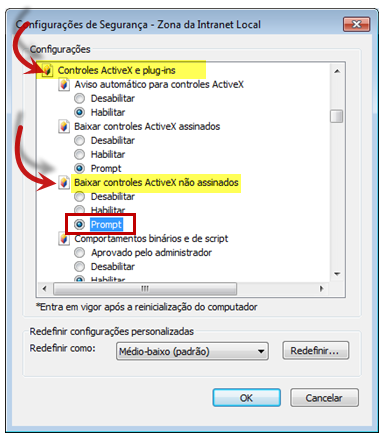 Configurações de Segurança - Zona da Intranet Local
Configurações
Controles ActiveX e plug-ins
Aviso automático para controles ActiveX
Desabilitar
Habilitar
Baixar controles ActiveX assinados
Desabilitar
Habilitar
Prompt
Baixar controles ActiveX não assinados
Desabilitar
Habilitar
Prompt
Comportamentos binários e de script
Aprovado pelo administrador
Desabilitar
Habilitar
*Entra em vigor após a reinicialização do computador
Redefinir configurações personalizadas
Redefinir como: Médio-baixo (padrão) Redefinir...
OK Cancelar